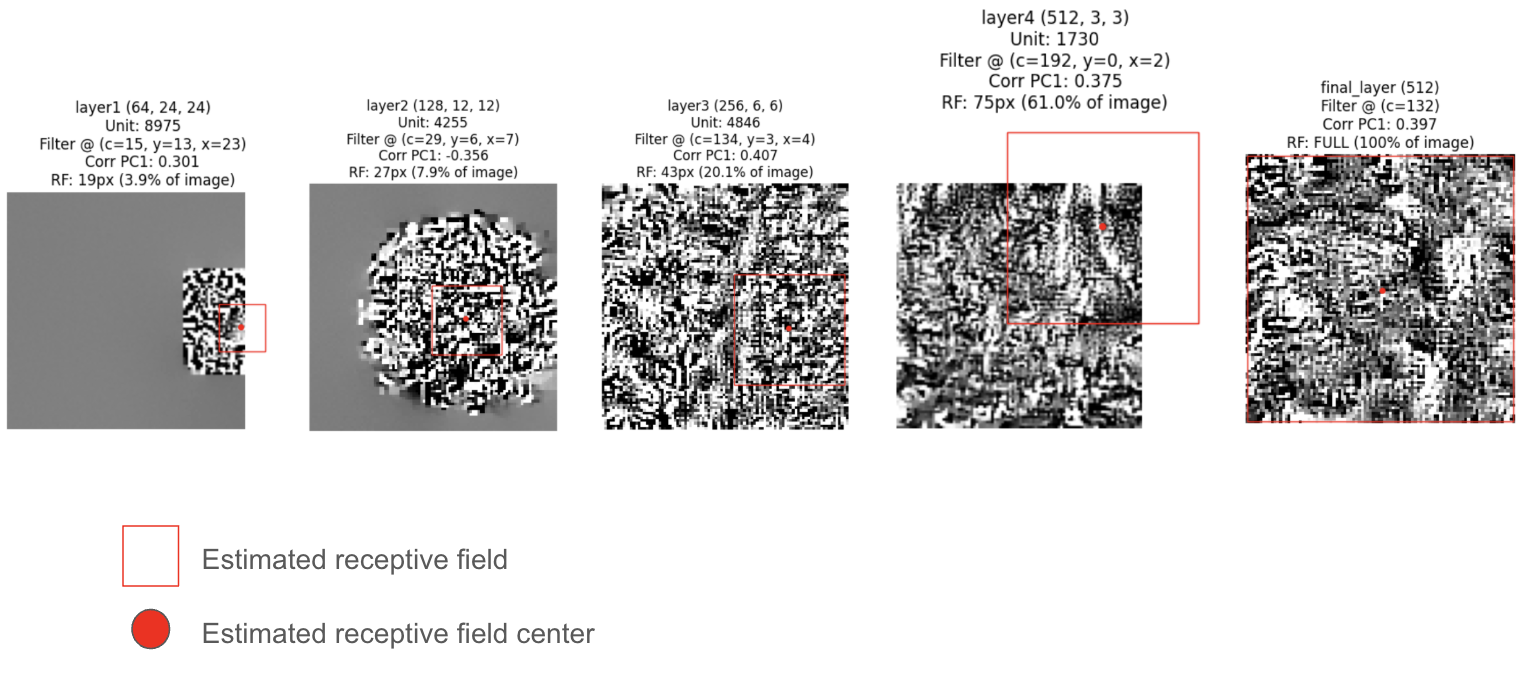 layer1 (64, 24, 24)
Unit: 8975
Filter @ (c=15, y=13, x=23)
Corr PC1: 0.301
RF: 19px (3.9% of image)
layer2 (128, 12, 12)
Unit: 4255
Filter @ (c=29, y=6, x=7)
Corr PC1: -0.356
RF: 27px (7.9% of image)
layer3 (256, 6, 6)
Unit: 4846
Filter @ (c=134, y=3, x=4)
Corr PC1: 0.407
RF: 43px (20.1% of image)
layer4 (512, 3, 3)
Unit: 1730
Filter @ (c=192, y=0, x=2)
Corr PC1: 0.375
RF: 75px (61.0% of image)
final_layer (512)
Filter @ (c=132)
Corr PC1: 0.397
RF: FULL (100% of image)
Estimated receptive field
Estimated receptive field center